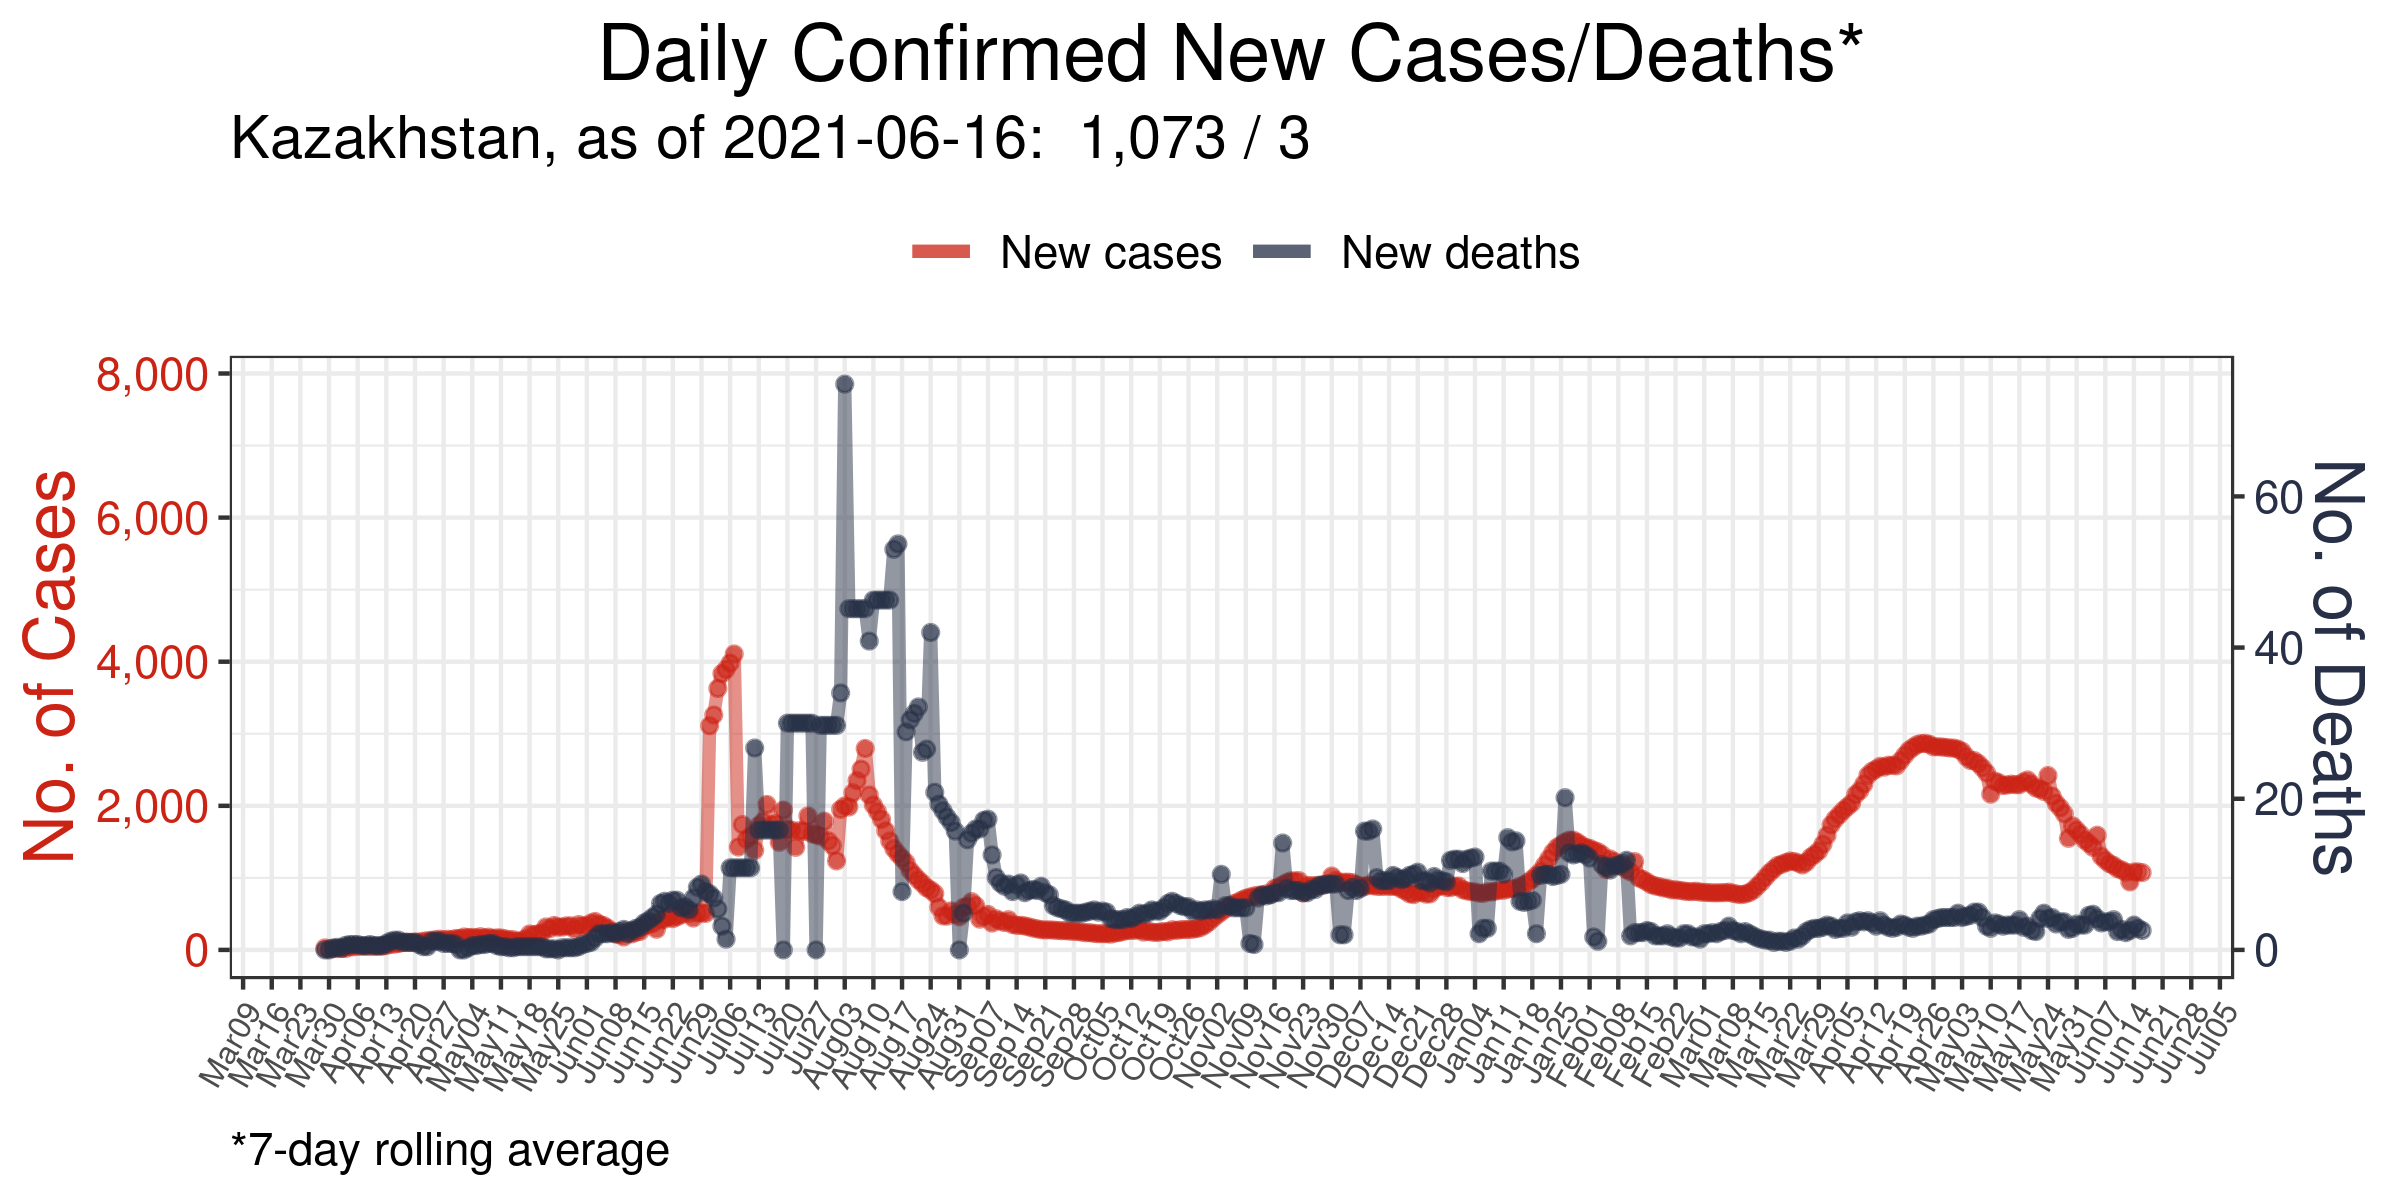 Daily Confirmed New Cases/Deaths*
Kazakhstan, as of 2021-06-16:  1,073 / 3
New cases
New deaths
No. of Cases
8,000
6,000
4,000
2,000
0
60
40
20
0
No. of Deaths
Mar09
Mar16
Mar23
Mar30
Apr06
Apr13
Apr20
Apr27
May04
May11
May18
May25
Jun01
Jun08
Jun15
Jun22
Jun29
Jul06
Jul13
Jul20
Jul27
Aug03
Aug10
Aug17
Aug24
Aug31
Sep07
Sep14
Sep21
Sep28
Oct05
Oct12
Oct19
Oct26
Nov02
Nov09
Nov16
Nov23
Nov30
Dec07
Dec14
Dec21
Dec28
Jan04
Jan11
Jan18
Jan25
Feb01
Feb08
Feb15
Feb22
Mar01
Mar08
Mar15
Mar22
Mar29
Apr05
Apr12
Apr19
Apr26
May03
May10
May17
May24
May31
Jun07
Jun14
Jun21
Jun28
Jul05
*7-day rolling average